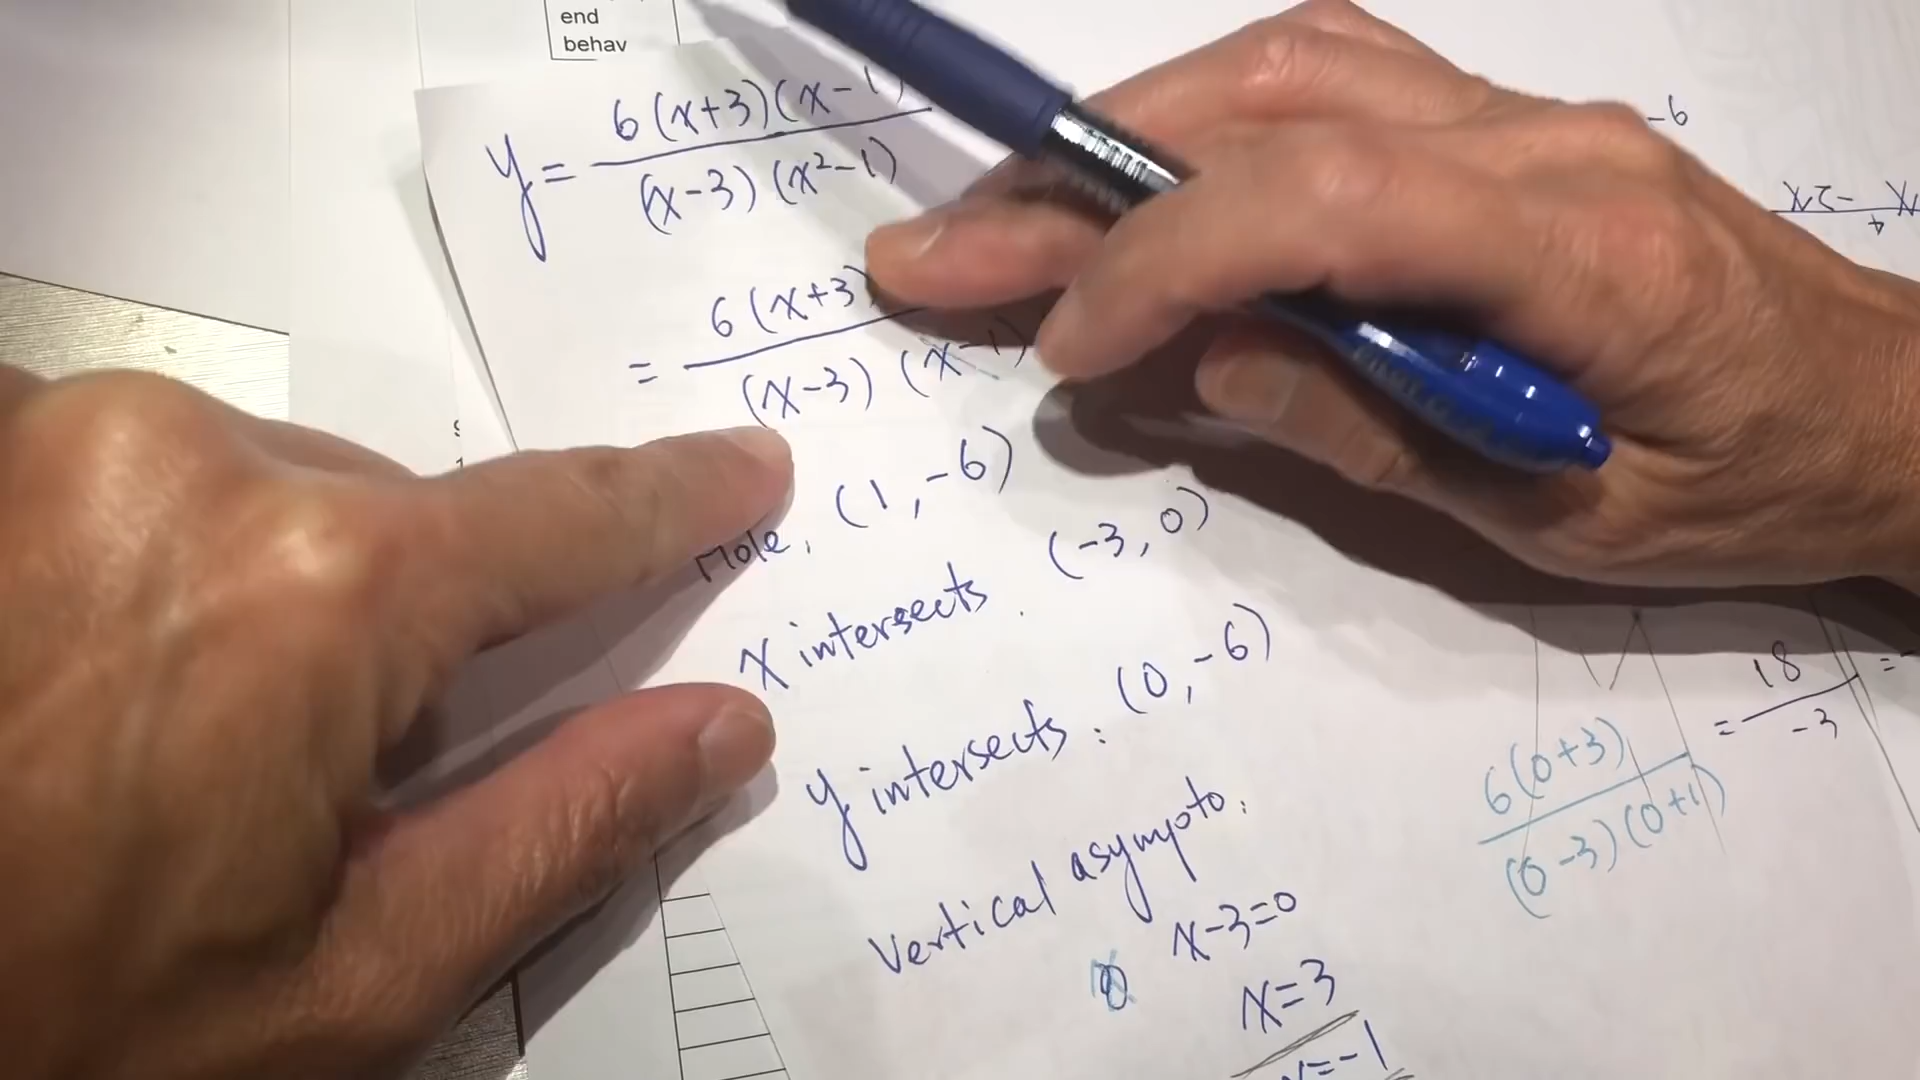 end
behav
y = 6(x+3)(x-1) / (x-3)(x²-1)
= 6(x+3) / (x-3)(x-1)
Hole, (1,-6)
x intersects. (-3,0)
y intersects: (0,-6)
Vertical asympto:
x-3=0
x=3
x=-1
-6
6(0+3) / (0-3)(0+1) = 18 / -3 =